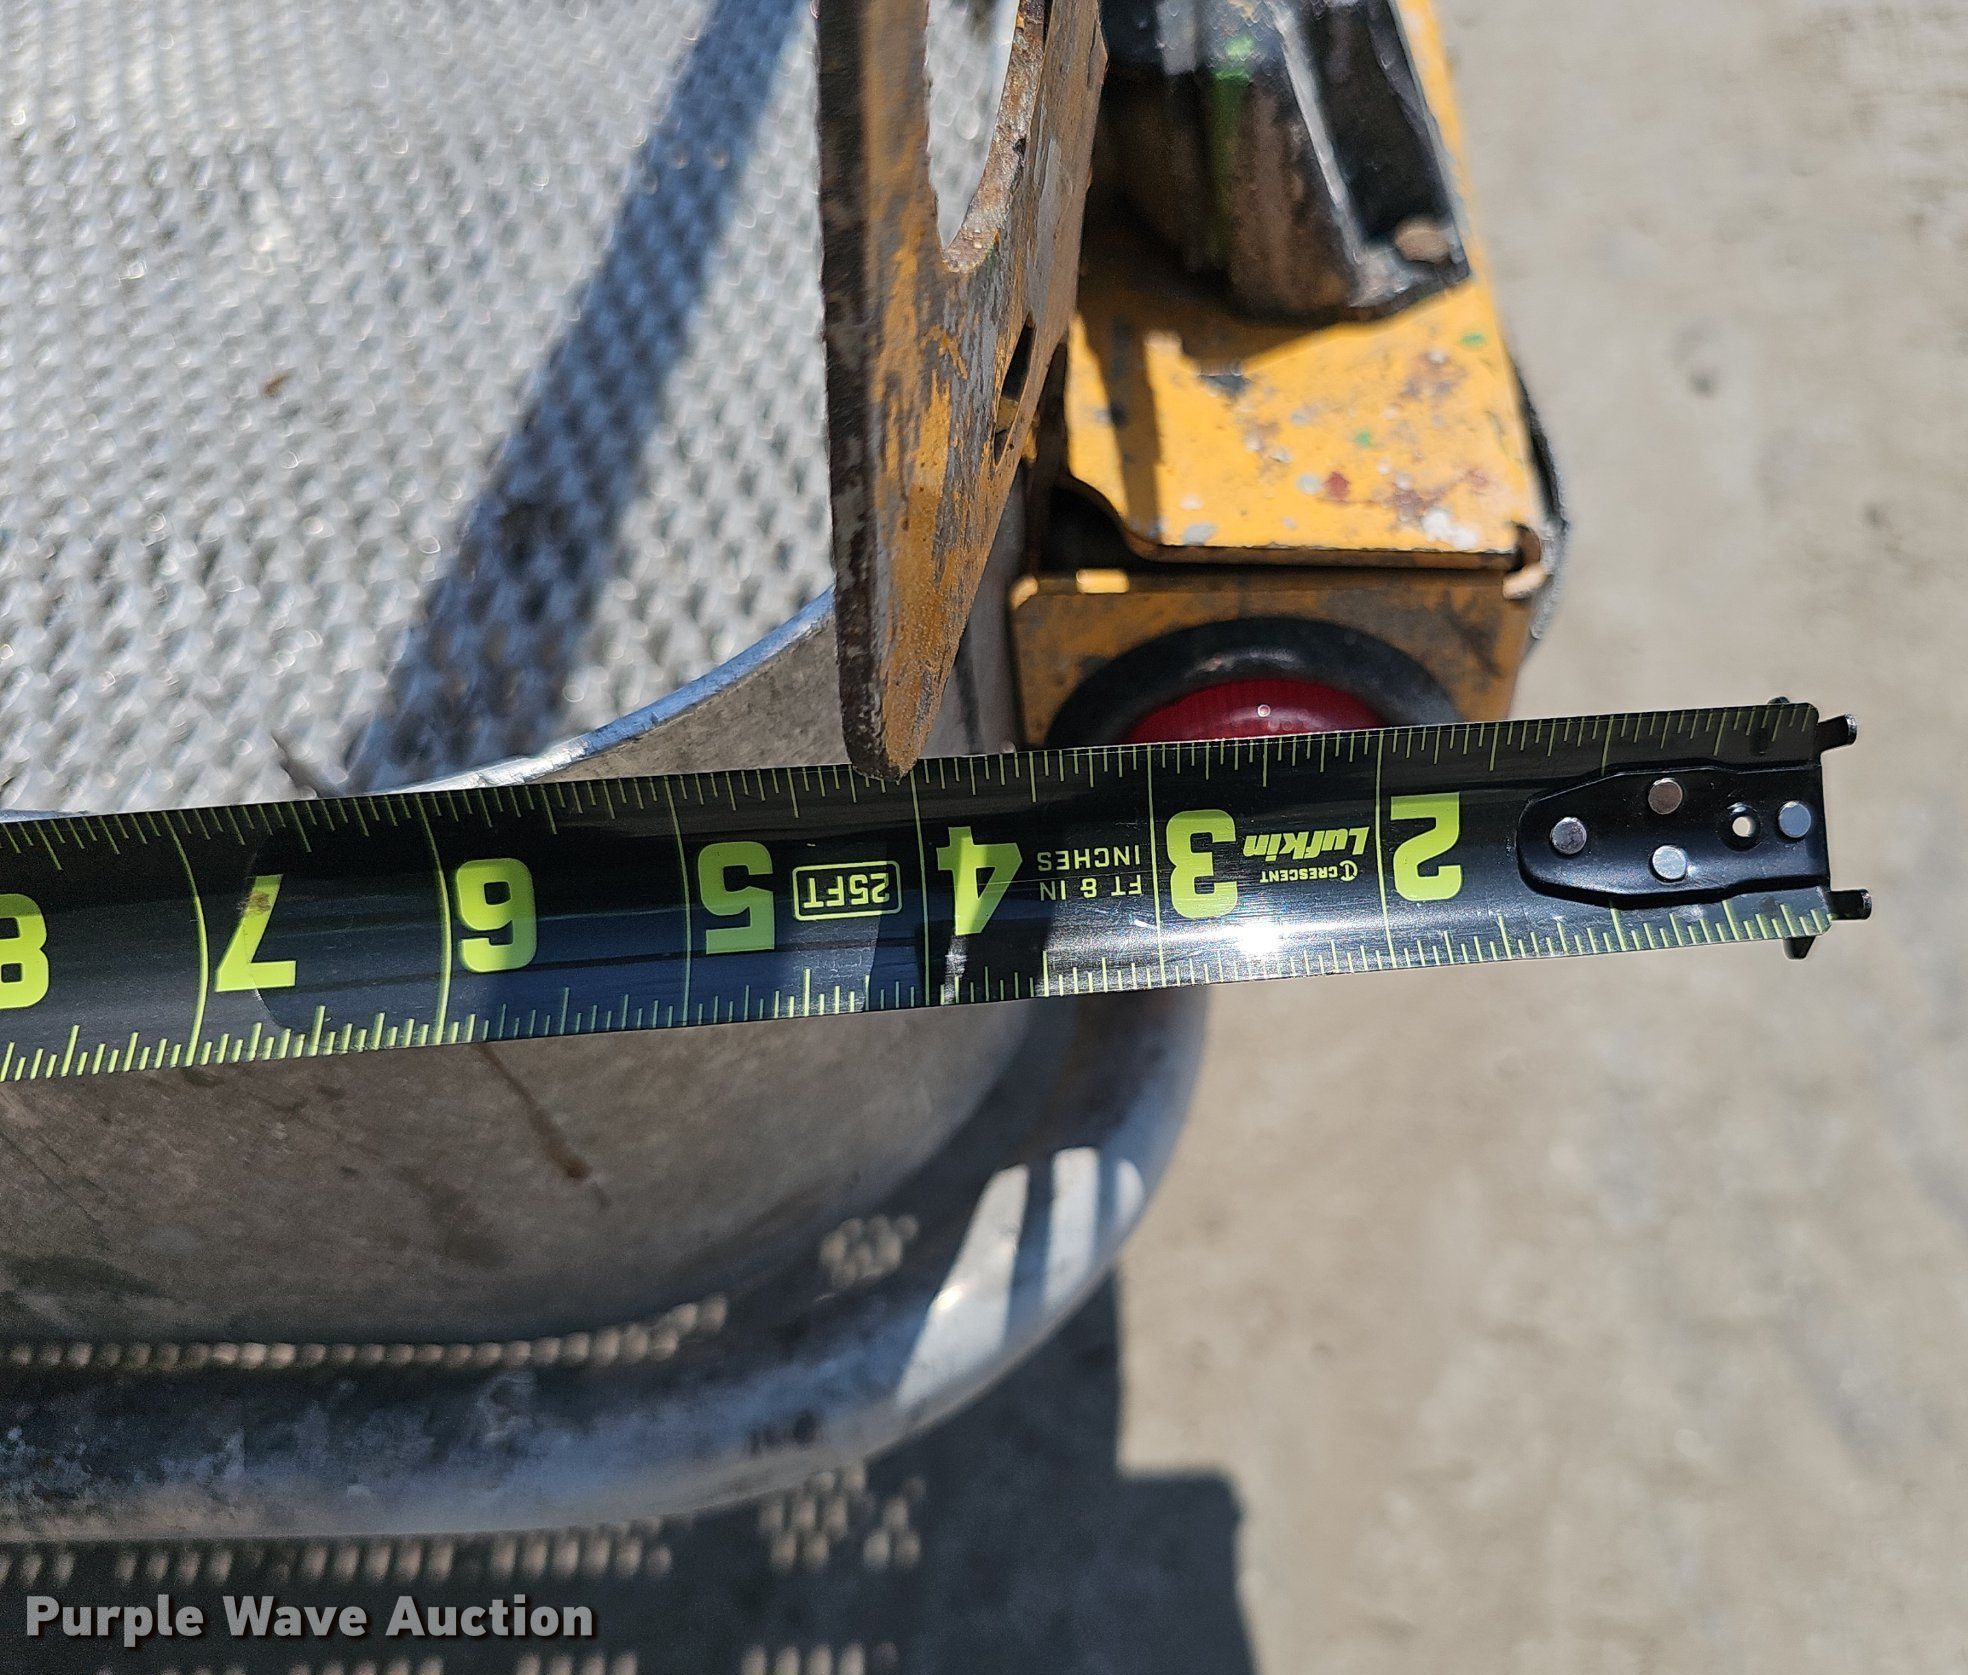 2
CRESCENT
Lufkin
3
FT & IN
INCHES
4
25FT
5
6
7
8
Purple Wave Auction